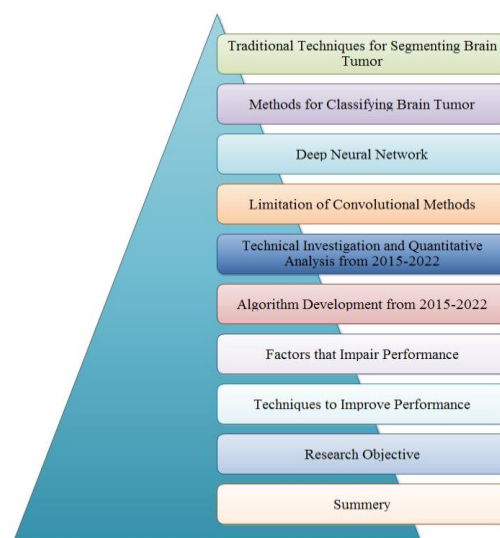 Traditional Techniques for Segmenting Brain
Tumor
Methods for Classifying Brain Tumor
Deep Neural Network
Limitation of Convolutional Methods
Technical Investigation and Quantitative
Analysis from 2015-2022
Algorithm Development from 2015-2022
Factors that Impair Performance
Techniques to Improve Performance
Research Objective
Summery